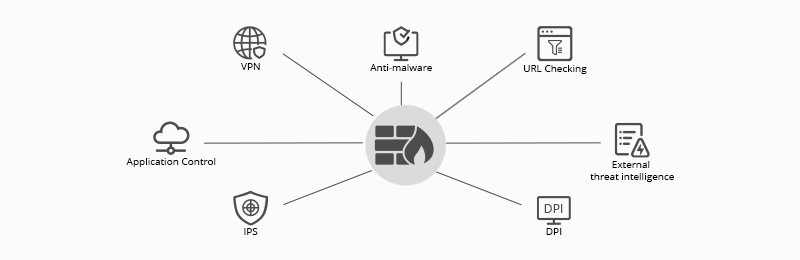 VPN
Anti-malware
URL Checking
Application Control
External
threat intelligence
IPS
DPI
DPI